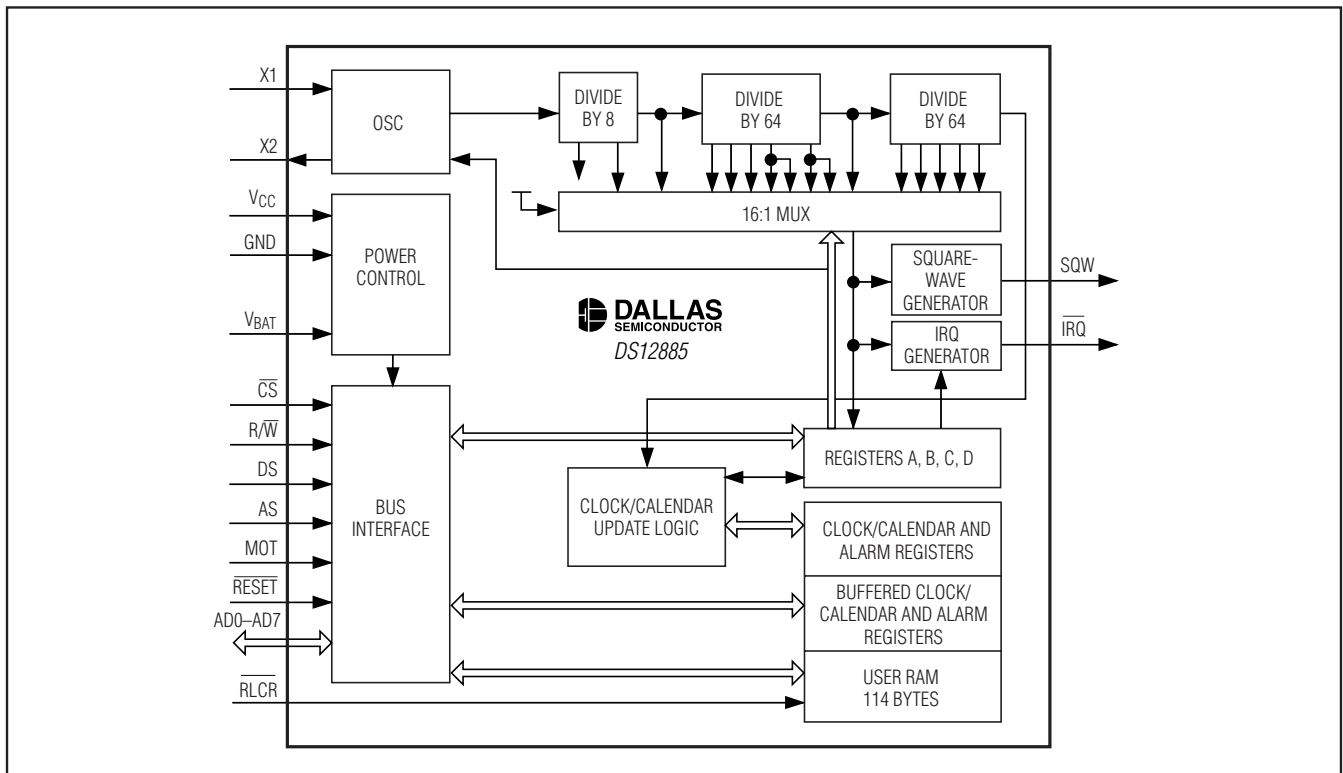 X1
X2
VCC
GND
VBAT
CS
R/W
DS
AS
MOT
RESET
AD0–AD7
RLCR
OSC
POWER
CONTROL
BUS
INTERFACE
DIVIDE
BY 8
DIVIDE
BY 64
DIVIDE
BY 64
16:1 MUX
SQUARE-
WAVE
GENERATOR
SQW
IRQ
GENERATOR
IRQ
DALLAS
SEMICONDUCTOR
DS12885
REGISTERS A, B, C, D
CLOCK/CALENDAR
UPDATE LOGIC
CLOCK/CALENDAR AND
ALARM REGISTERS
BUFFERED CLOCK/
CALENDAR AND ALARM
REGISTERS
USER RAM
114 BYTES